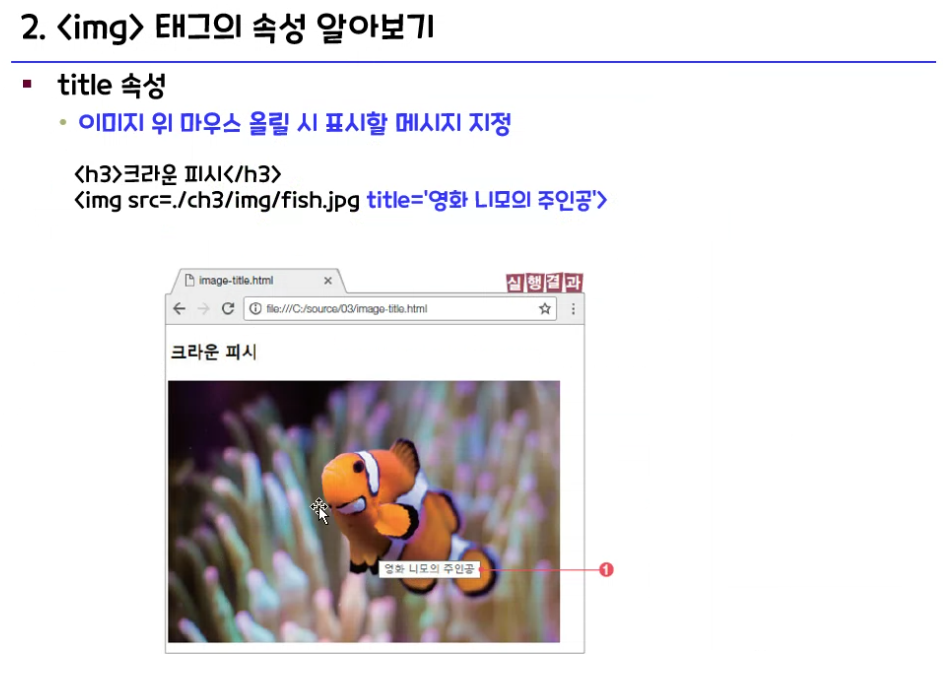 2. <img> 태그의 속성 알아보기
title 속성
이미지 위 마우스 올릴 시 표시할 메시지 지정
<h3>크라운 피시</h3>
<img src=./ch3/img/fish.jpg title='영화 니모의 주인공'>
실행결과
image-title.html
file:///C:/source/03/image-title.html
크라운 피시
영화 니모의 주인공
1